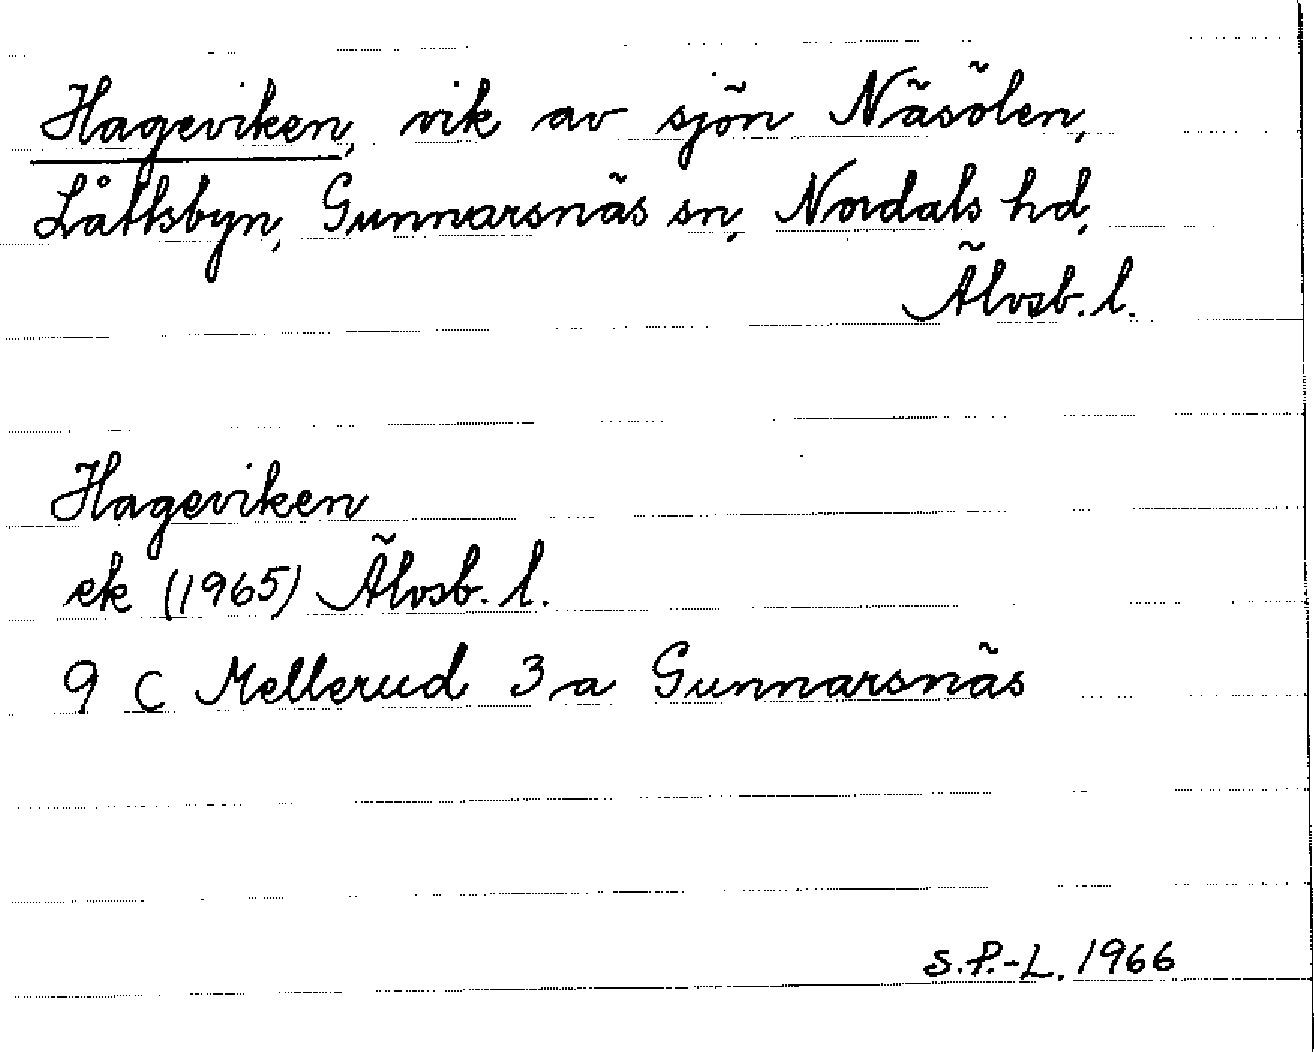 Hageviken, vik av sjön Näsölen,
Låttsbyn, Gunnarsnäs sn, Nordals hd,
Älvsb. l.
Hageviken
ek (1965) Älvsb. l.
9 C Mellerud 3 a Gunnarsnäs
S.P.-L. 1966